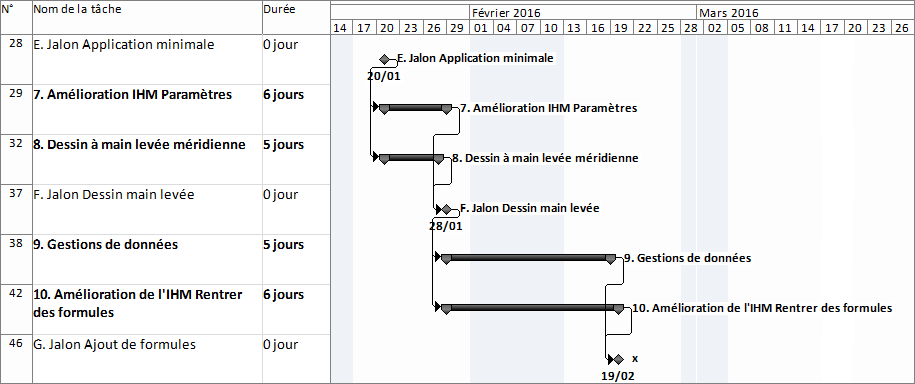 N° Nom de la tâche Durée Février 2016 Mars 2016
14 17 20 23 26 29 01 04 07 10 13 16 19 22 25 28 02 05 08 11 14 17 20 23 26
28 E. Jalon Application minimale 0 jour E. Jalon Application minimale
20/01
29 7. Amélioration IHM Paramètres 6 jours 7. Amélioration IHM Paramètres
32 8. Dessin à main levée méridienne 5 jours 8. Dessin à main levée méridienne
37 F. Jalon Dessin main levée 0 jour F. Jalon Dessin main levée
28/01
38 9. Gestions de données 5 jours 9. Gestions de données
42 10. Amélioration de l'IHM Rentrer 6 jours 10. Amélioration de l'IHM Rentrer des formules
des formules
46 G. Jalon Ajout de formules 0 jour x
19/02